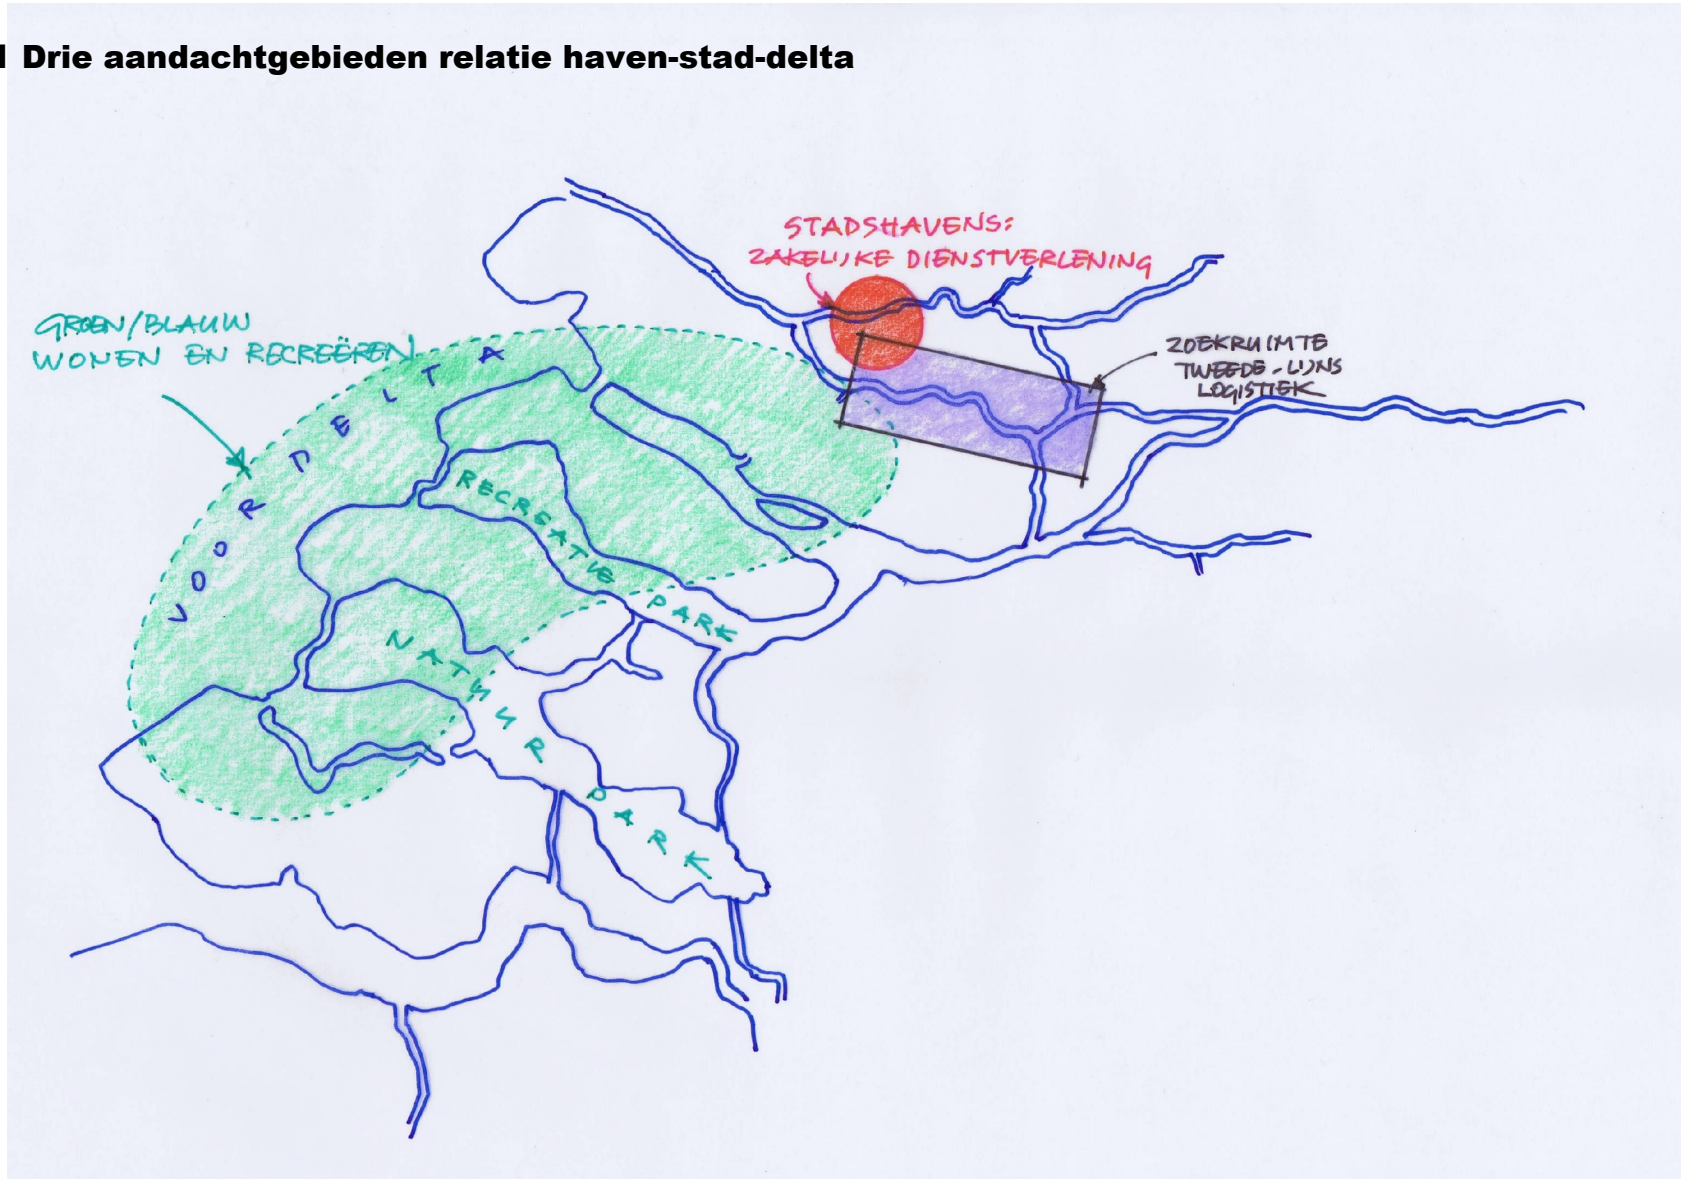 Drie aandachtgebieden relatie haven-stad-delta
STADSHAVENS:
ZAKELIJKE DIENSTVERLENING
GROEN/BLAUW
WONEN EN RECREËREN
ZOEKRUIMTE
TWEEDE-LIJNS
LOGISTIEK
VOORDELTA
RECREATIE PARK
NATUUR PARK